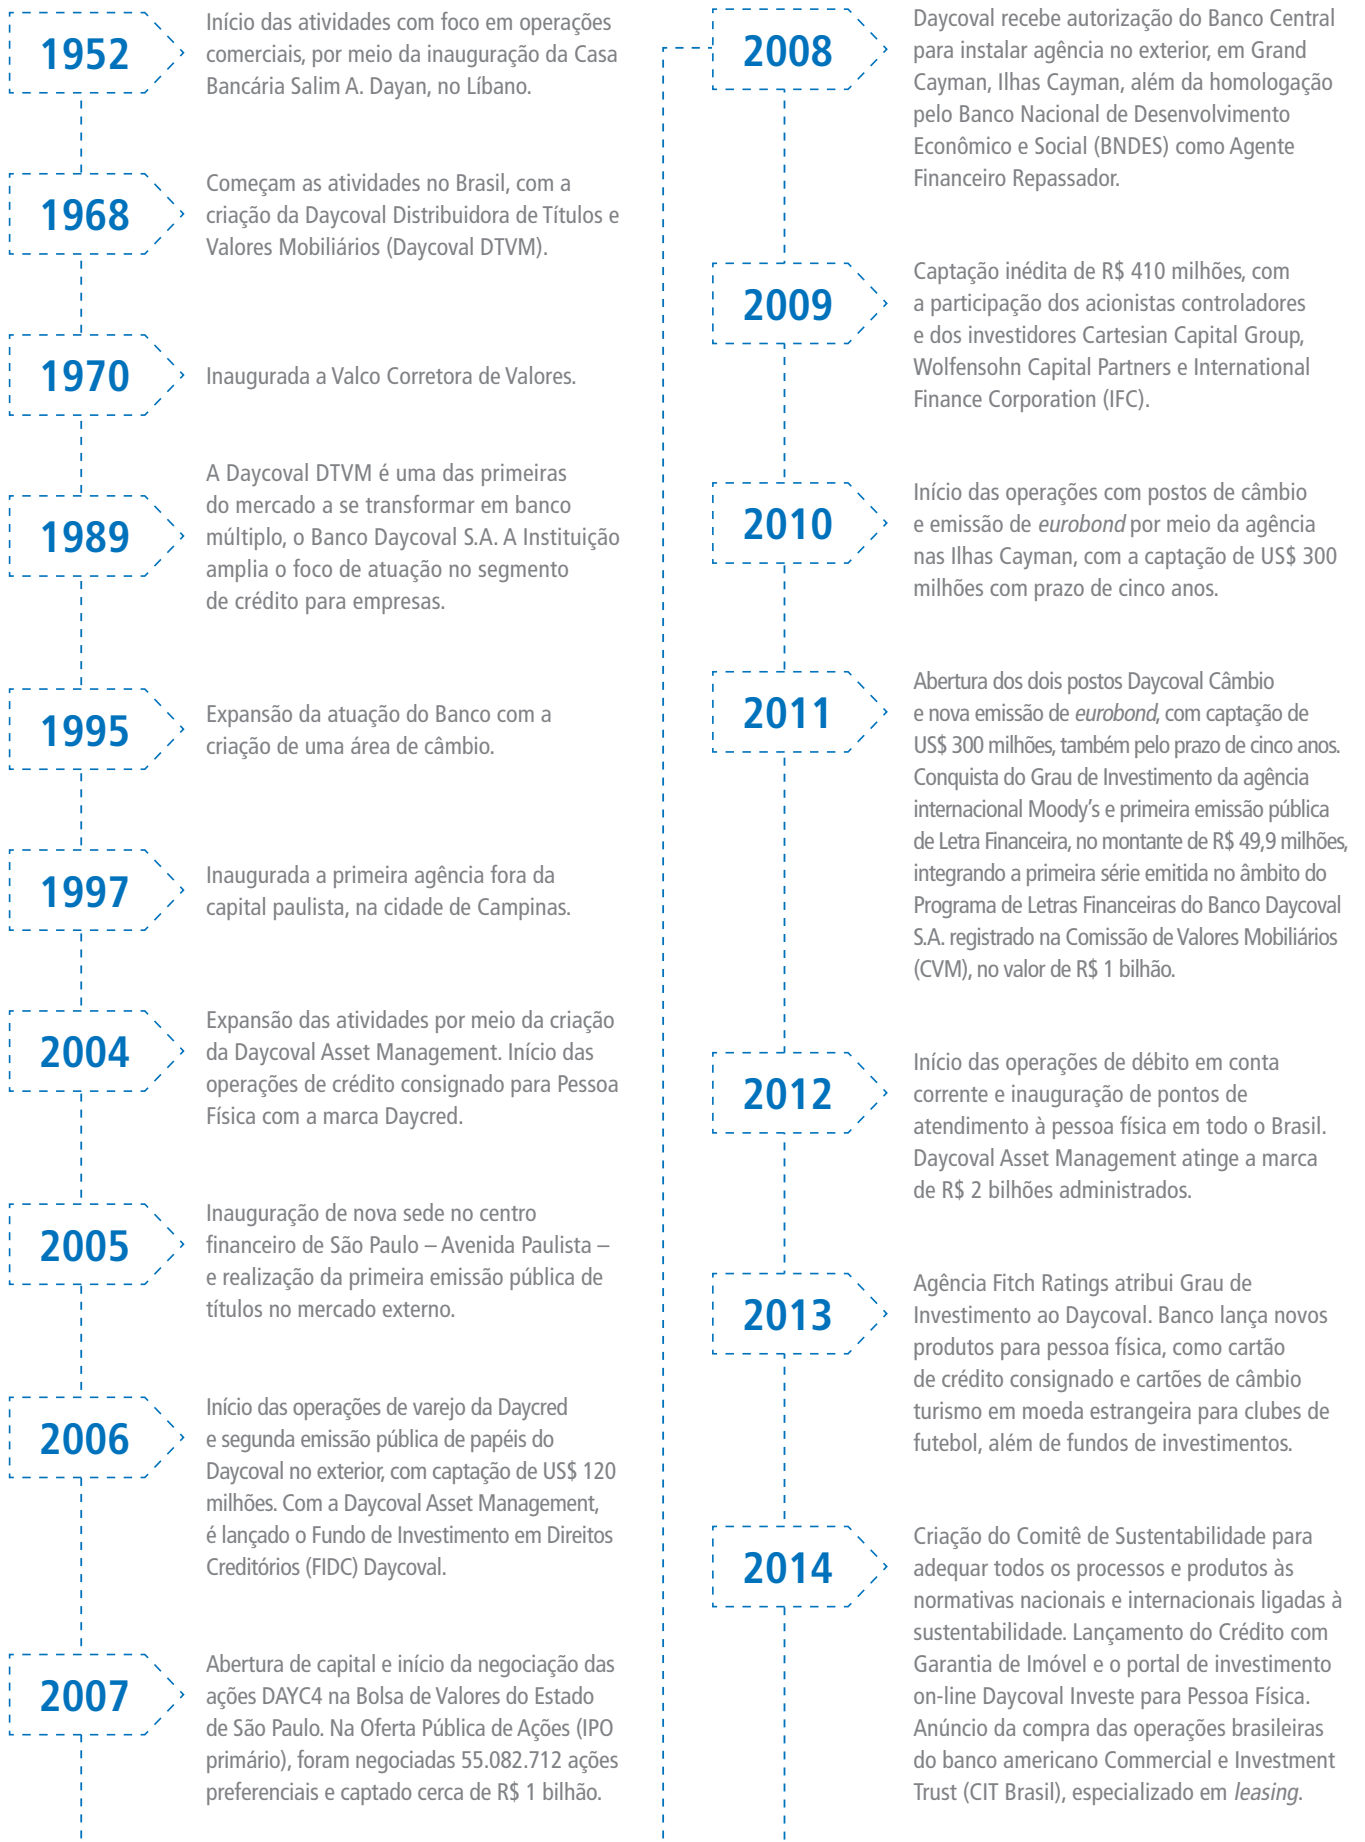 1952
Início das atividades com foco em operações
comerciais, por meio da inauguração da Casa
Bancária Salim A. Dayan, no Líbano.
1968
Começam as atividades no Brasil, com a
criação da Daycoval Distribuidora de Títulos e
Valores Mobiliários (Daycoval DTVM).
1970
Inaugurada a Valco Corretora de Valores.
1989
A Daycoval DTVM é uma das primeiras
do mercado a se transformar em banco
múltiplo, o Banco Daycoval S.A. A Instituição
amplia o foco de atuação no segmento
de crédito para empresas.
1995
Expansão da atuação do Banco com a
criação de uma área de câmbio.
1997
Inaugurada a primeira agência fora da
capital paulista, na cidade de Campinas.
2004
Expansão das atividades por meio da criação
da Daycoval Asset Management. Início das
operações de crédito consignado para Pessoa
Física com a marca Daycred.
2005
Inauguração de nova sede no centro
financeiro de São Paulo – Avenida Paulista –
e realização da primeira emissão pública de
títulos no mercado externo.
2006
Início das operações de varejo da Daycred
e segunda emissão pública de papéis do
Daycoval no exterior, com captação de US$ 120
milhões. Com a Daycoval Asset Management,
é lançado o Fundo de Investimento em Direitos
Creditórios (FIDC) Daycoval.
2007
Abertura de capital e início da negociação das
ações DAYC4 na Bolsa de Valores do Estado
de São Paulo. Na Oferta Pública de Ações (IPO
primário), foram negociadas 55.082.712 ações
preferenciais e captado cerca de R$ 1 bilhão.
2008
Daycoval recebe autorização do Banco Central
para instalar agência no exterior, em Grand
Cayman, Ilhas Cayman, além da homologação
pelo Banco Nacional de Desenvolvimento
Econômico e Social (BNDES) como Agente
Financeiro Repassador.
2009
Captação inédita de R$ 410 milhões, com
a participação dos acionistas controladores
e dos investidores Cartesian Capital Group,
Wolfensohn Capital Partners e International
Finance Corporation (IFC).
2010
Início das operações com postos de câmbio
e emissão de eurobond por meio da agência
nas Ilhas Cayman, com a captação de US$ 300
milhões com prazo de cinco anos.
2011
Abertura dos dois postos Daycoval Câmbio
e nova emissão de eurobond, com captação de
US$ 300 milhões, também pelo prazo de cinco anos.
Conquista do Grau de Investimento da agência
internacional Moody's e primeira emissão pública
de Letra Financeira, no montante de R$ 49,9 milhões,
integrando a primeira série emitida no âmbito do
Programa de Letras Financeiras do Banco Daycoval
S.A. registrado na Comissão de Valores Mobiliários
(CVM), no valor de R$ 1 bilhão.
2012
Início das operações de débito em conta
corrente e inauguração de pontos de
atendimento à pessoa física em todo o Brasil.
Daycoval Asset Management atinge a marca
de R$ 2 bilhões administrados.
2013
Agência Fitch Ratings atribui Grau de
Investimento ao Daycoval. Banco lança novos
produtos para pessoa física, como cartão
de crédito consignado e cartões de câmbio
turismo em moeda estrangeira para clubes de
futebol, além de fundos de investimentos.
2014
Criação do Comitê de Sustentabilidade para
adequar todos os processos e produtos às
normativas nacionais e internacionais ligadas à
sustentabilidade. Lançamento do Crédito com
Garantia de Imóvel e o portal de investimento
on-line Daycoval Investe para Pessoa Física.
Anúncio da compra das operações brasileiras
do banco americano Commercial e Investment
Trust (CIT Brasil), especializado em leasing.